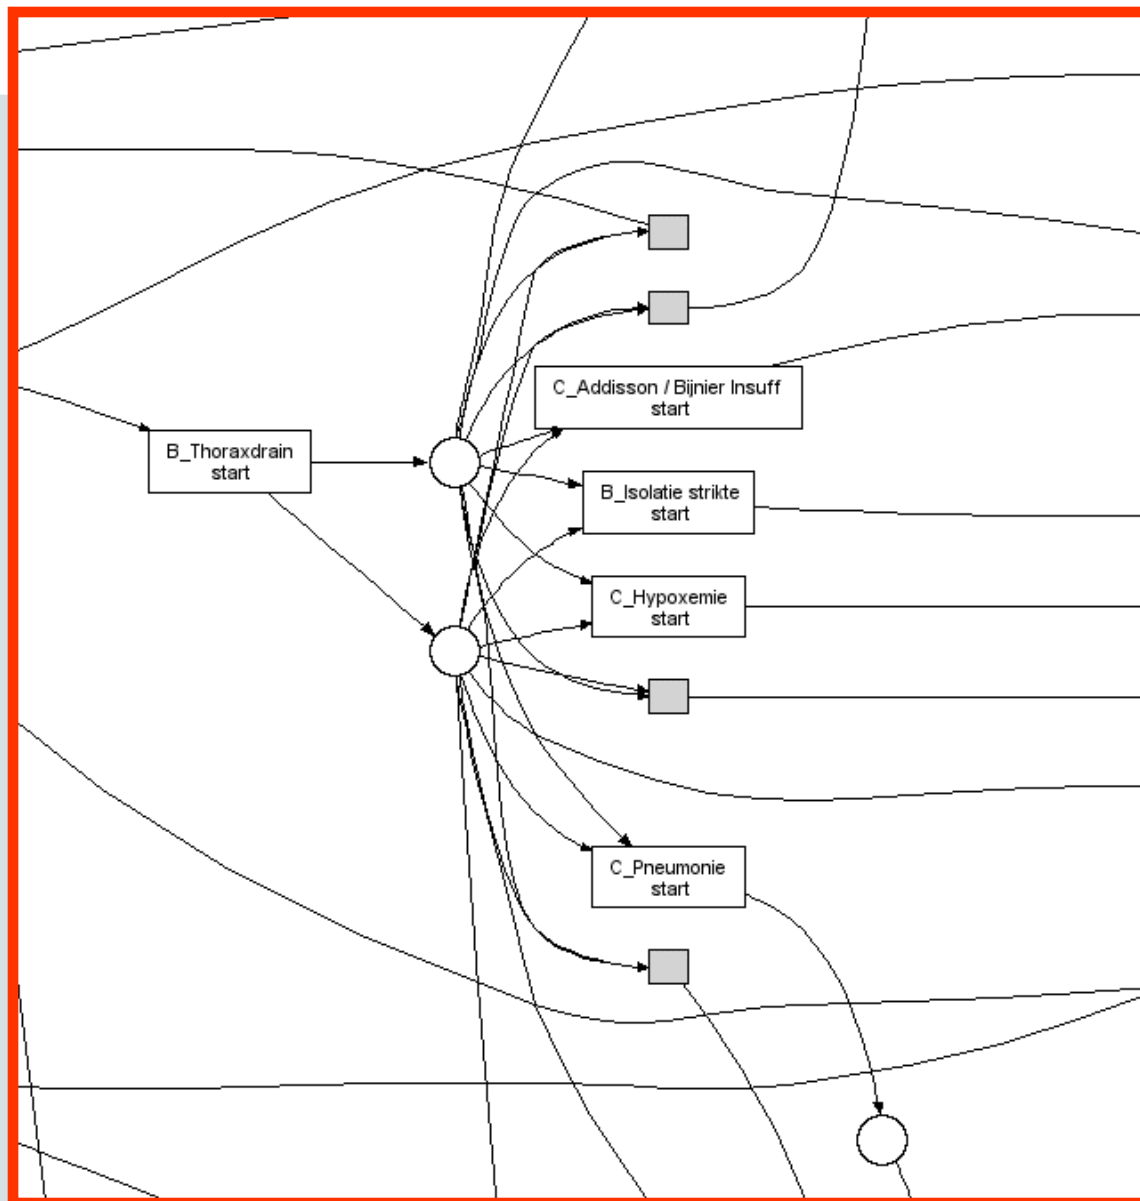 C_Addisson / Bijnier Insuff
start
B_Thoraxdrain
start
B_Isolatie strikte
start
C_Hypoxemie
start
C_Pneumonie
start